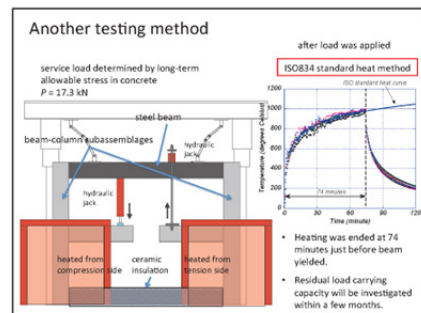 Another testing method
service load determined by long-term
allowable stress in concrete
P = 17.3 kN
steel beam
beam-column subassemblages
hydraulic
jack
hydraulic
jack
heated from
compression side
ceramic
insulation
heated from
tension side
after load was applied
ISO834 standard heat method
ISO standard heat curve
Temperature (degrees Celsius)
1200
1000
800
600
400
200
0
74 minutes
0 30 60 90 120
Time (minute)
• Heating was ended at 74
minutes just before beam
yielded.
• Residual load carrying
capacity will be investigated
within a few months.